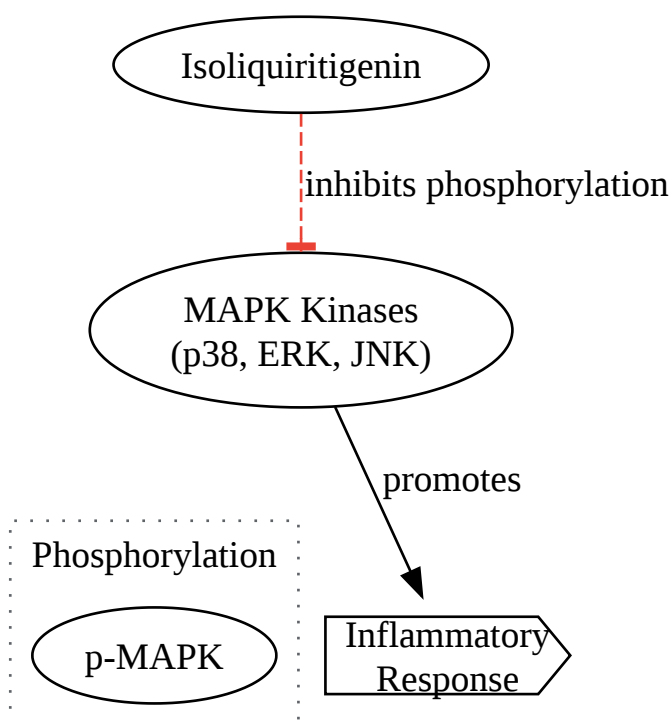 Isoliquiritigenin
inhibits phosphorylation
MAPK Kinases
(p38, ERK, JNK)
promotes
Phosphorylation
p-MAPK
Inflammatory
Response